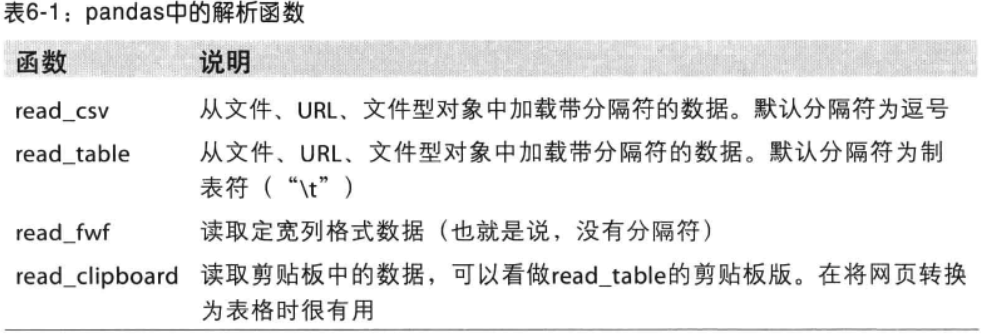 表6-1：pandas中的解析函数
函数 说明
read_csv 从文件、URL、文件型对象中加载带分隔符的数据。默认分隔符为逗号
read_table 从文件、URL、文件型对象中加载带分隔符的数据。默认分隔符为制
表符（“\t”）
read_fwf 读取定宽列格式数据（也就是说，没有分隔符）
read_clipboard 读取剪贴板中的数据，可以看做read_table的剪贴板版。在将网页转换
为表格时很有用